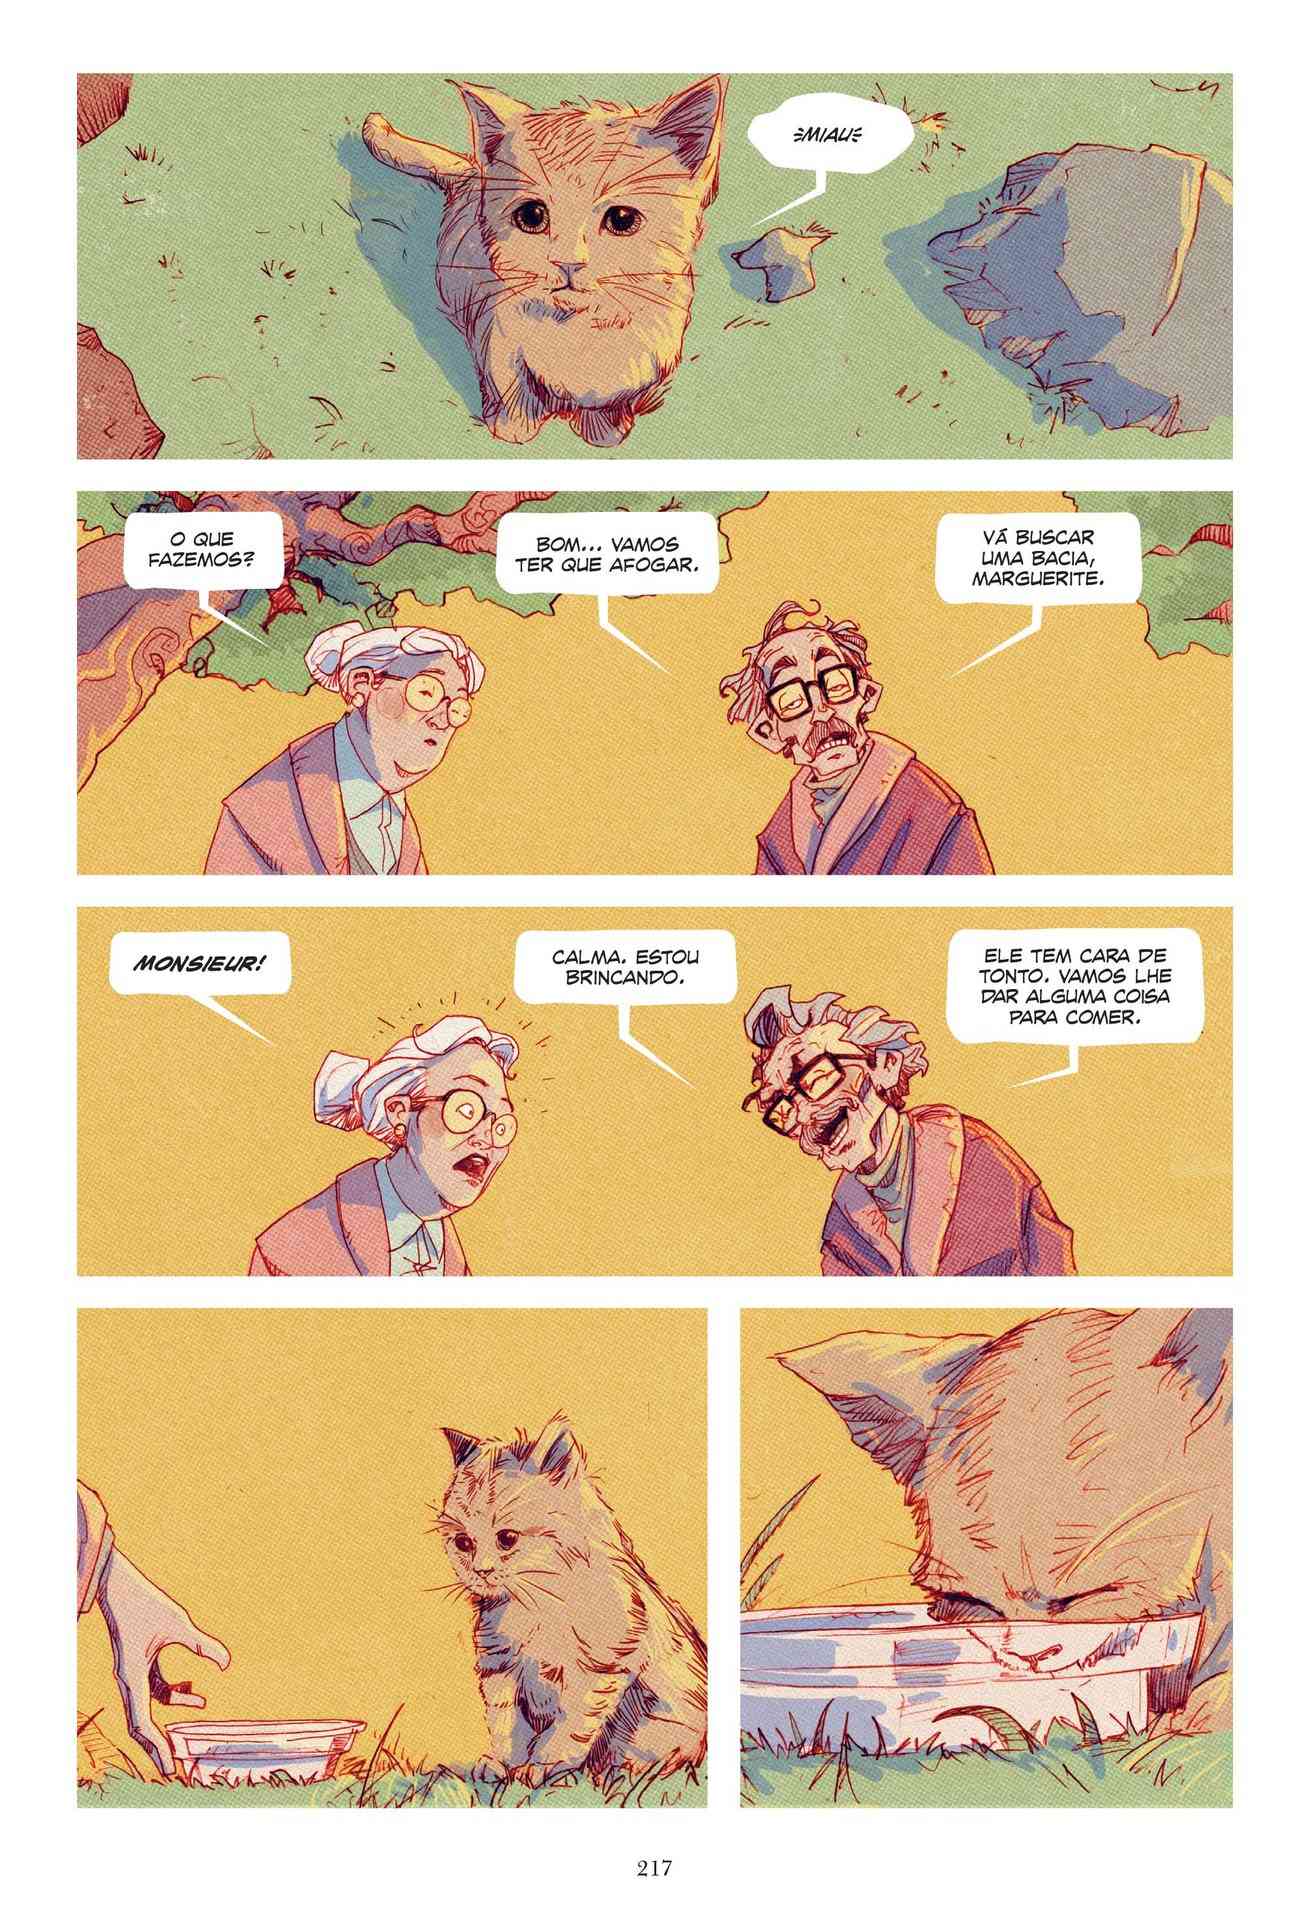 MIAU
O QUE
FAZEMOS?
BOM... VAMOS
TER QUE AFOGAR.
VÁ BUSCAR
UMA BACIA,
MARGUERITE.
MONSIEUR!
CALMA. ESTOU
BRINCANDO.
ELE TEM CARA DE
TONTO. VAMOS LHE
DAR ALGUMA COISA
PARA COMER.
217